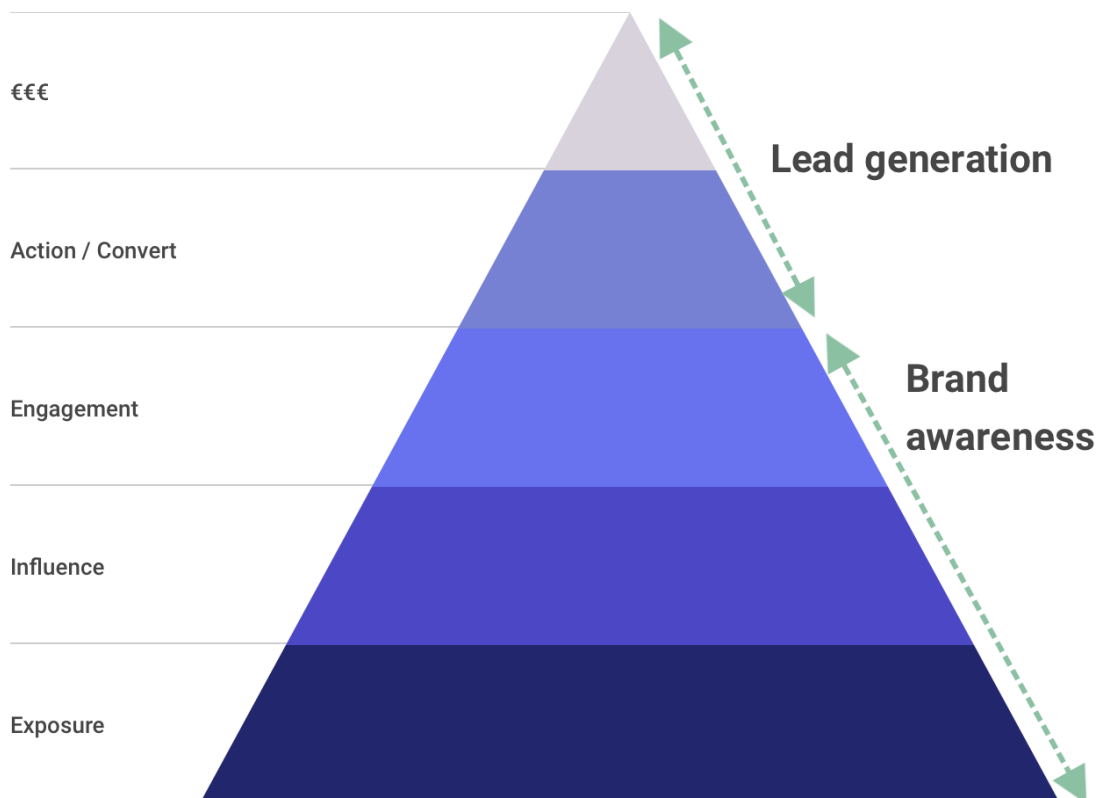 €€€
Lead generation
Action / Convert
Brand
awareness
Engagement
Influence
Exposure